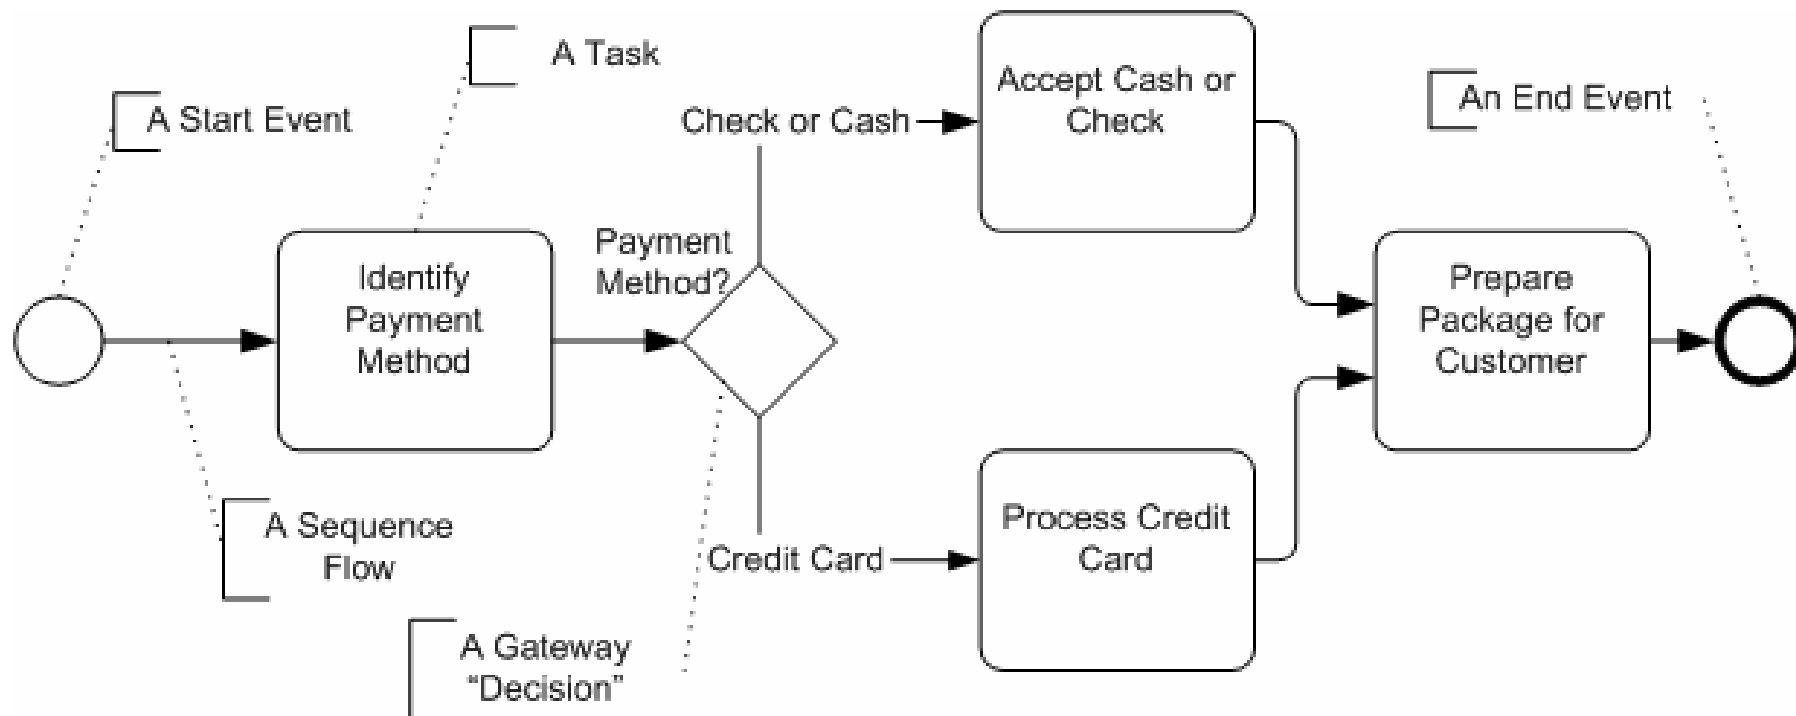 A Start Event
A Task
Check or Cash
Accept Cash or
Check
An End Event
Identify
Payment
Method
Payment
Method?
Prepare
Package for
Customer
A Sequence
Flow
Credit Card
Process Credit
Card
A Gateway
“Decision”